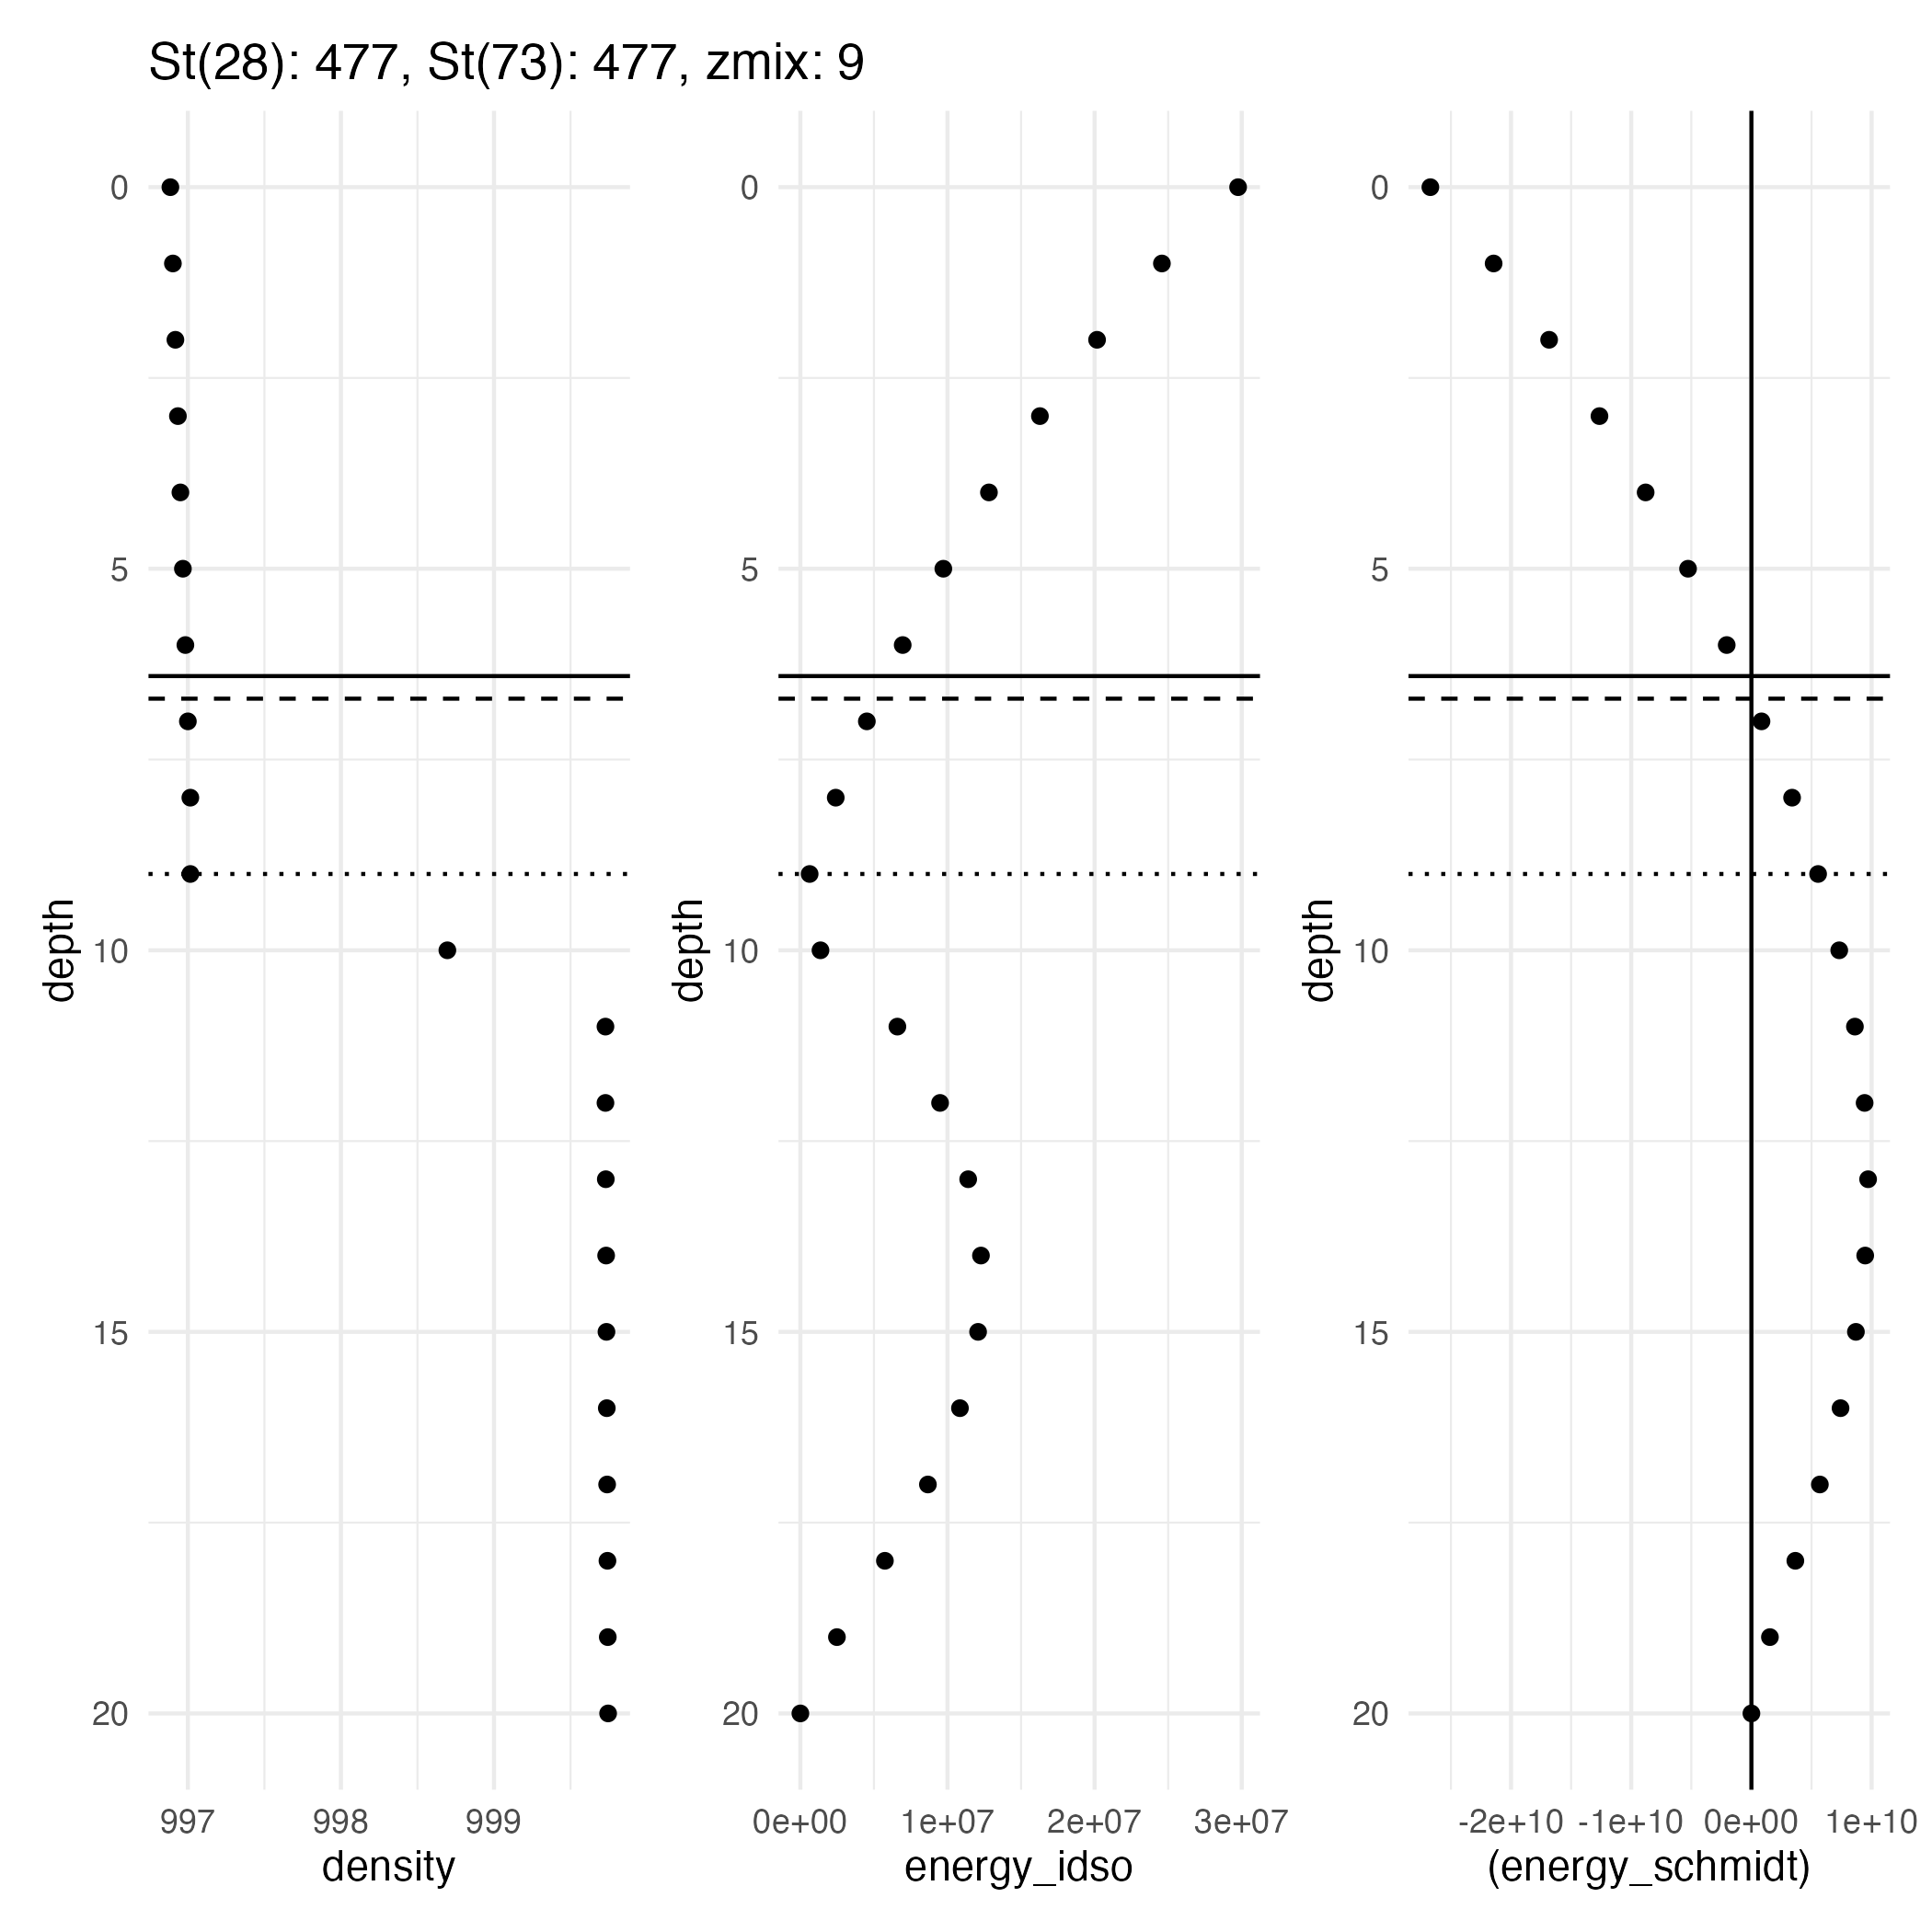 St(28): 477, St(73): 477, zmix: 9
0
5
10
15
20
depth
997 998 999
density
0
5
10
15
20
depth
0e+00 1e+07 2e+07 3e+07
energy_idso
0
5
10
15
20
depth
-2e+10 -1e+10 0e+00 1e+10
(energy_schmidt)